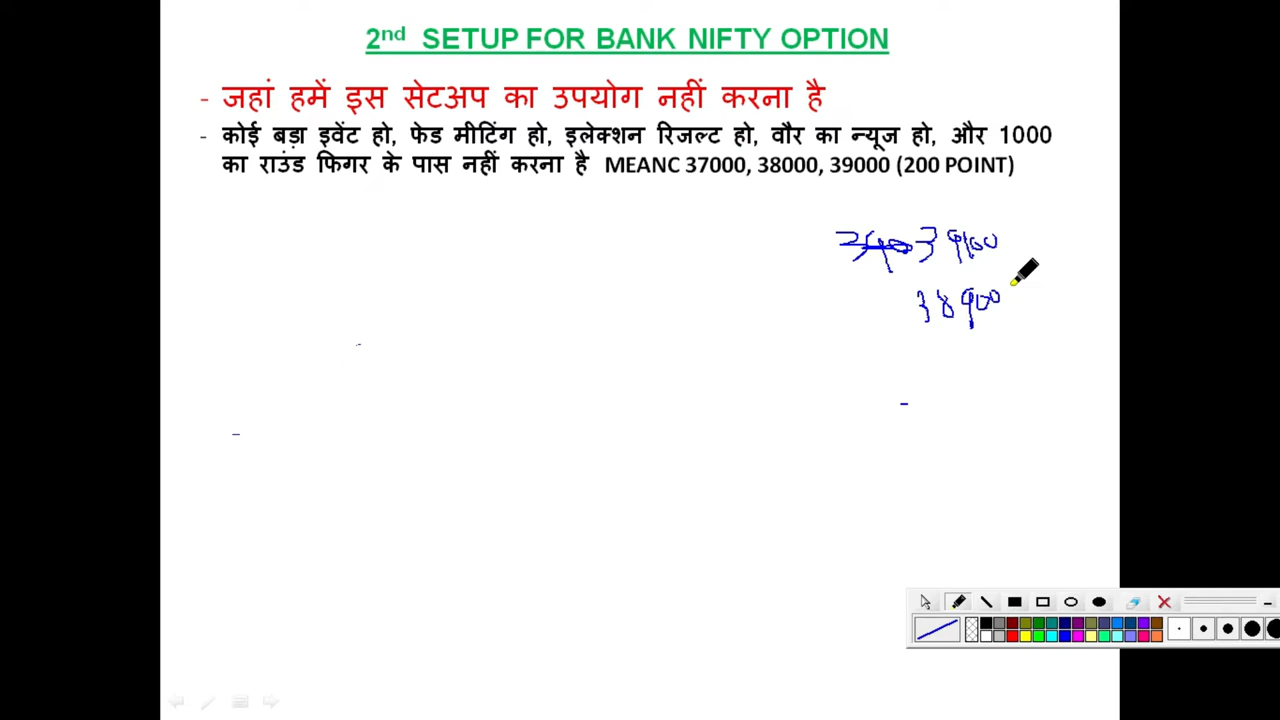 2nd SETUP FOR BANK NIFTY OPTION
- जहां हमें इस सेटअप का उपयोग नहीं करना है
- कोई बड़ा इवेंट हो, फेड मीटिंग हो, इलेक्शन रिजल्ट हो, वौर का न्यूज हो, और 1000
का राउंड फिगर के पास नहीं करना है MEANC 37000, 38000, 39000 (200 POINT)
39100
38900